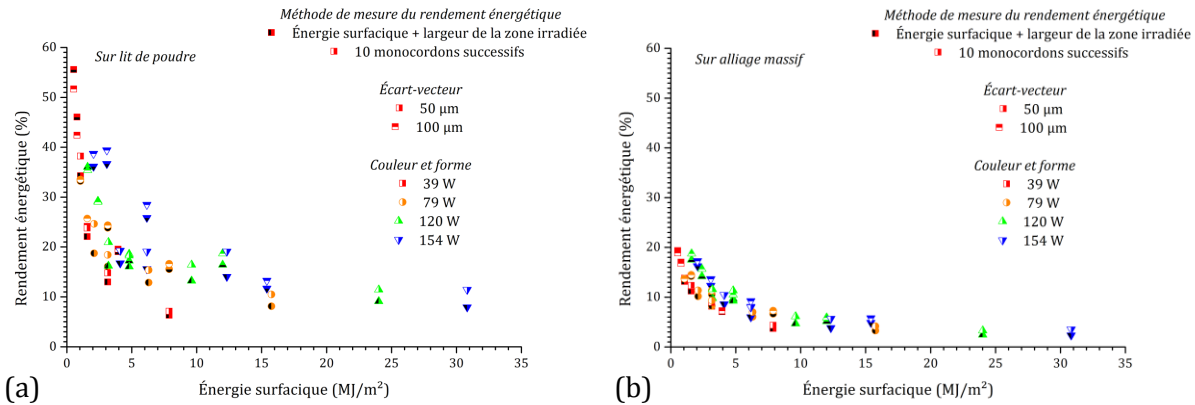 Méthode de mesure du rendement énergétique
Énergie surfacique + largeur de la zone irradiée
10 monocordons successifs
Sur lit de poudre
Écart-vecteur
50 µm
100 µm
Couleur et forme
39 W
79 W
120 W
154 W
Rendement énergétique (%)
60
50
40
30
20
10
0
0 5 10 15 20 25 30 35
Énergie surfacique (MJ/m²)
(a)
Méthode de mesure du rendement énergétique
Énergie surfacique + largeur de la zone irradiée
10 monocordons successifs
Sur alliage massif
Écart-vecteur
50 µm
100 µm
Couleur et forme
39 W
79 W
120 W
154 W
Rendement énergétique (%)
60
50
40
30
20
10
0
0 5 10 15 20 25 30 35
Énergie surfacique (MJ/m²)
(b)